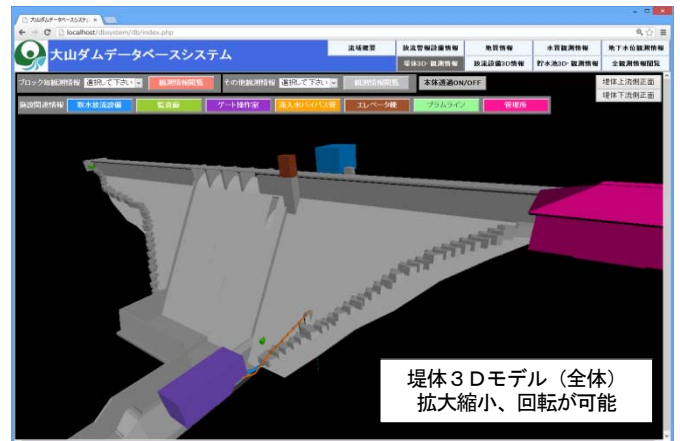 大山ダムデータベースシステム
localhost/dbsystem/db/index.php
大山ダムデータベースシステム
流域概要
放流警報設備情報
地質情報
水質観測情報
地下水位観測情報
堤体3D・観測情報
放流設備3D情報
貯水池3D・観測情報
全観測情報閲覧
ブロック毎観測情報 選択して下さい 観測情報閲覧 その他観測情報 選択して下さい 観測情報閲覧 本体透過ON/OFF
堤体上流側正面
堤体下流側正面
施設関連情報 取水放流設備 監査廊 ゲート操作室 流入水バイパス管 エレベータ棟 プラムライン 管理所
堤体3Dモデル（全体）
拡大縮小、回転が可能